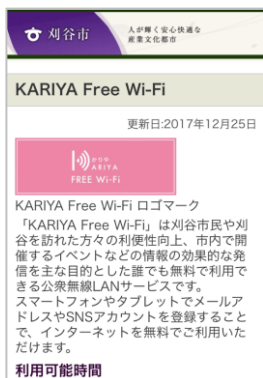 刈谷市
人が輝く安心快適な
産業文化都市
KARIYA Free Wi-Fi
更新日:2017年12月25日
かりや
ARIYA
FREE Wi-Fi
KARIYA Free Wi-Fi ロゴマーク
「KARIYA Free Wi-Fi」は刈谷市民や刈
谷を訪れた方々の利便性向上、市内で開
催するイベントなどの情報の効果的な発
信を主な目的とした誰でも無料で利用で
きる公衆無線LANサービスです。
スマートフォンやタブレットでメールア
ドレスやSNSアカウントを登録すること
で、インターネットを無料でご利用いた
だけます。
利用可能時間